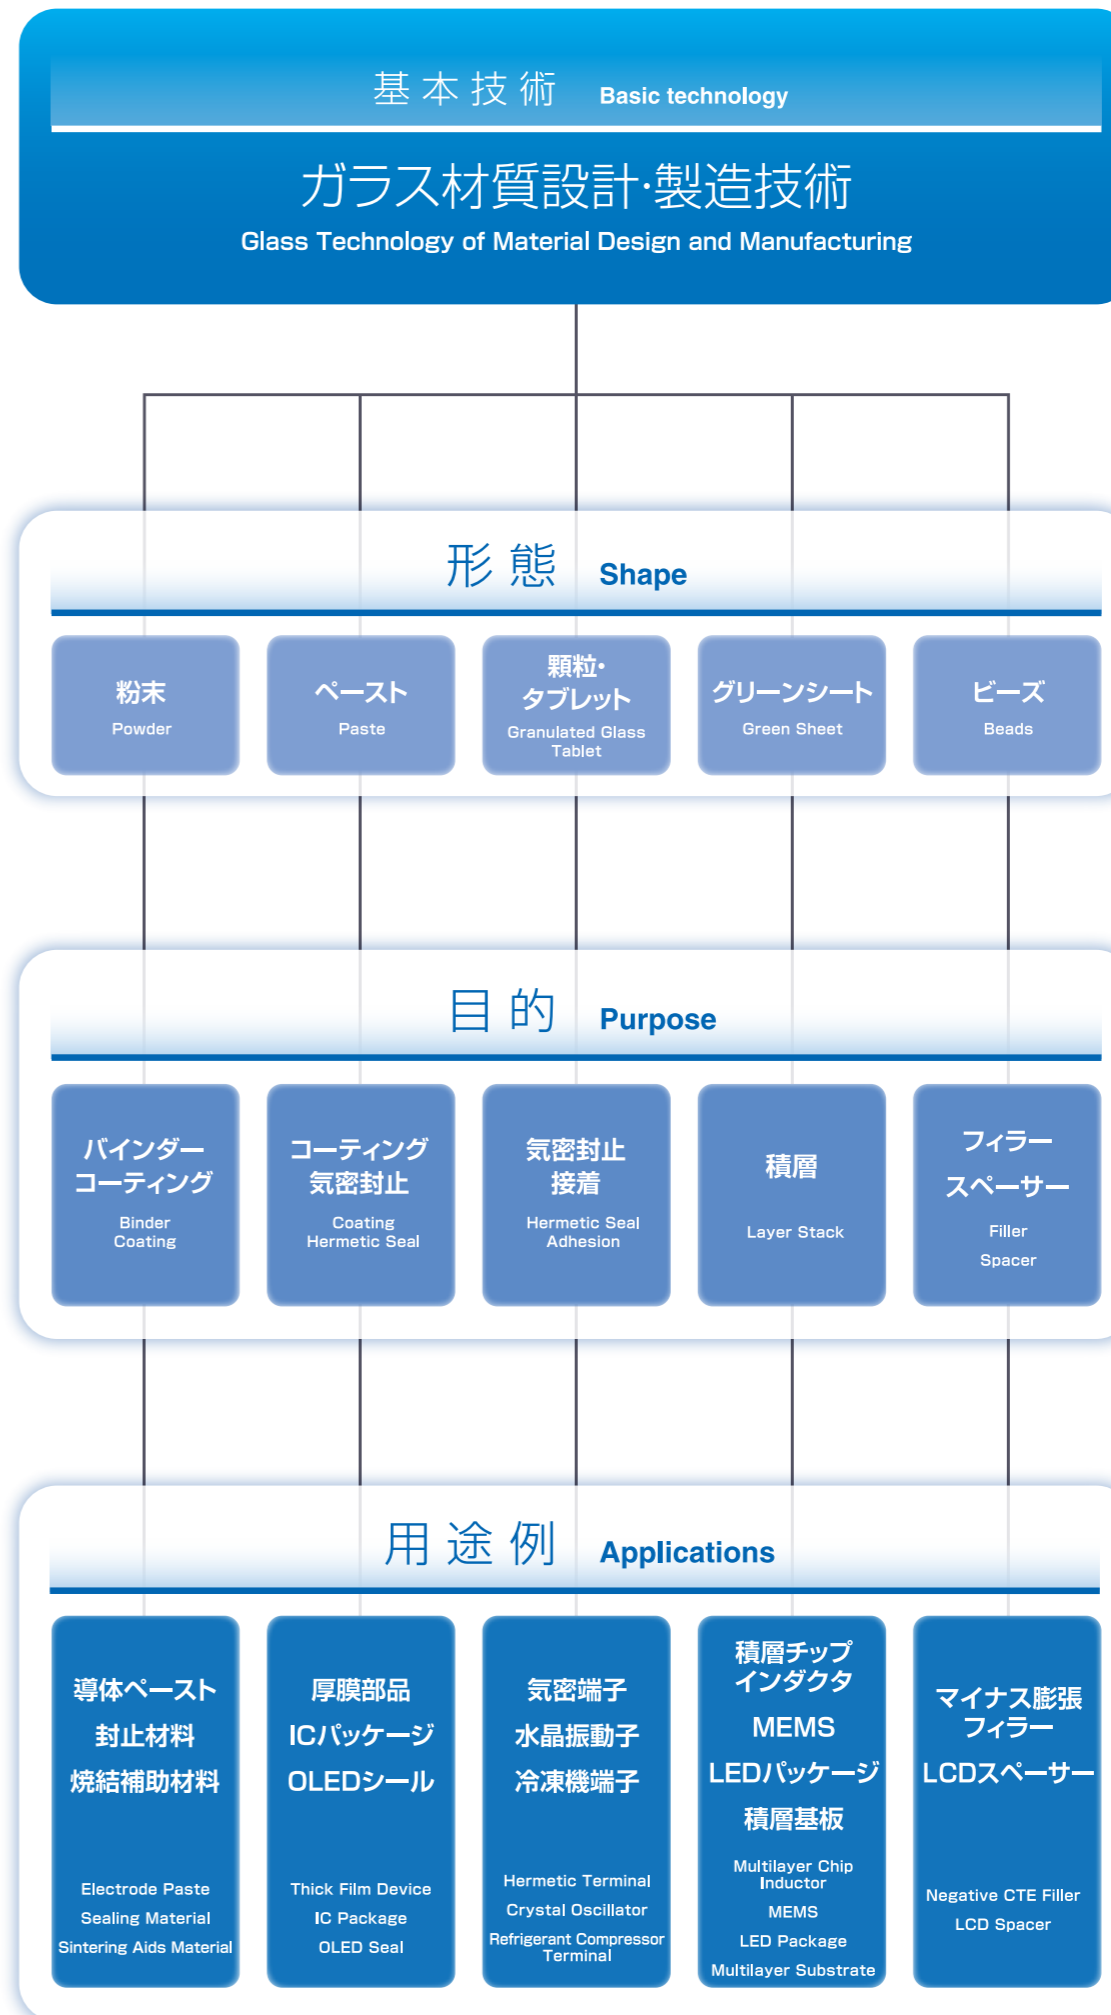 基本技術 Basic technology
ガラス材質設計・製造技術
Glass Technology of Material Design and Manufacturing
形態 Shape
粉末
Powder
ペースト
Paste
顆粒・
タブレット
Granulated Glass
Tablet
グリーンシート
Green Sheet
ビーズ
Beads
目的 Purpose
バインダー
コーティング
Binder
Coating
コーティング
気密封止
Coating
Hermetic Seal
気密封止
接着
Hermetic Seal
Adhesion
積層
Layer Stack
フィラー
スペーサー
Filler
Spacer
用途例 Applications
導体ペースト
封止材料
焼結補助材料
Electrode Paste
Sealing Material
Sintering Aids Material
厚膜部品
ICパッケージ
OLEDシール
Thick Film Device
IC Package
OLED Seal
気密端子
水晶振動子
冷凍機端子
Hermetic Terminal
Crystal Oscillator
Refrigerant Compressor
Terminal
積層チップ
インダクタ
MEMS
LEDパッケージ
積層基板
Multilayer Chip
Inductor
MEMS
LED Package
Multilayer Substrate
マイナス膨張
フィラー
LCDスペーサー
Negative CTE Filler
LCD Spacer